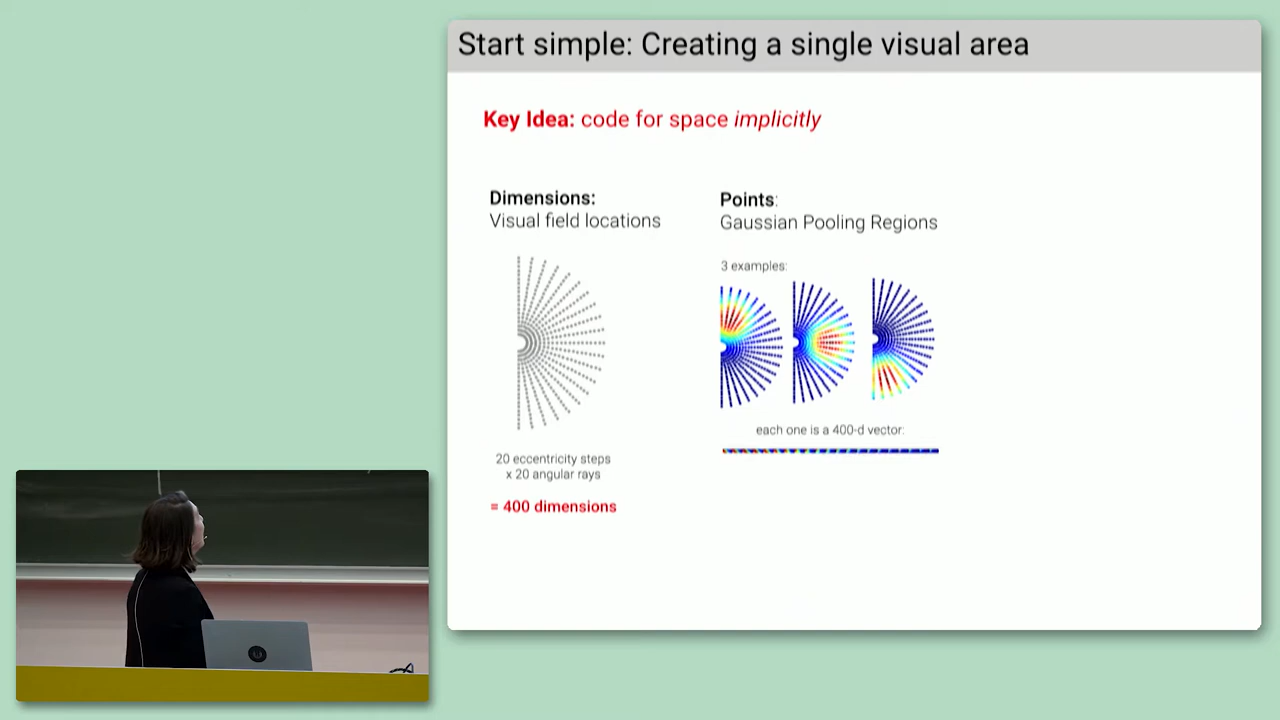 Start simple: Creating a single visual area
Key Idea: code for space implicitly
Dimensions:
Visual field locations
20 eccentricity steps
x 20 angular rays
= 400 dimensions
Points:
Gaussian Pooling Regions
3 examples:
each one is a 400-d vector: